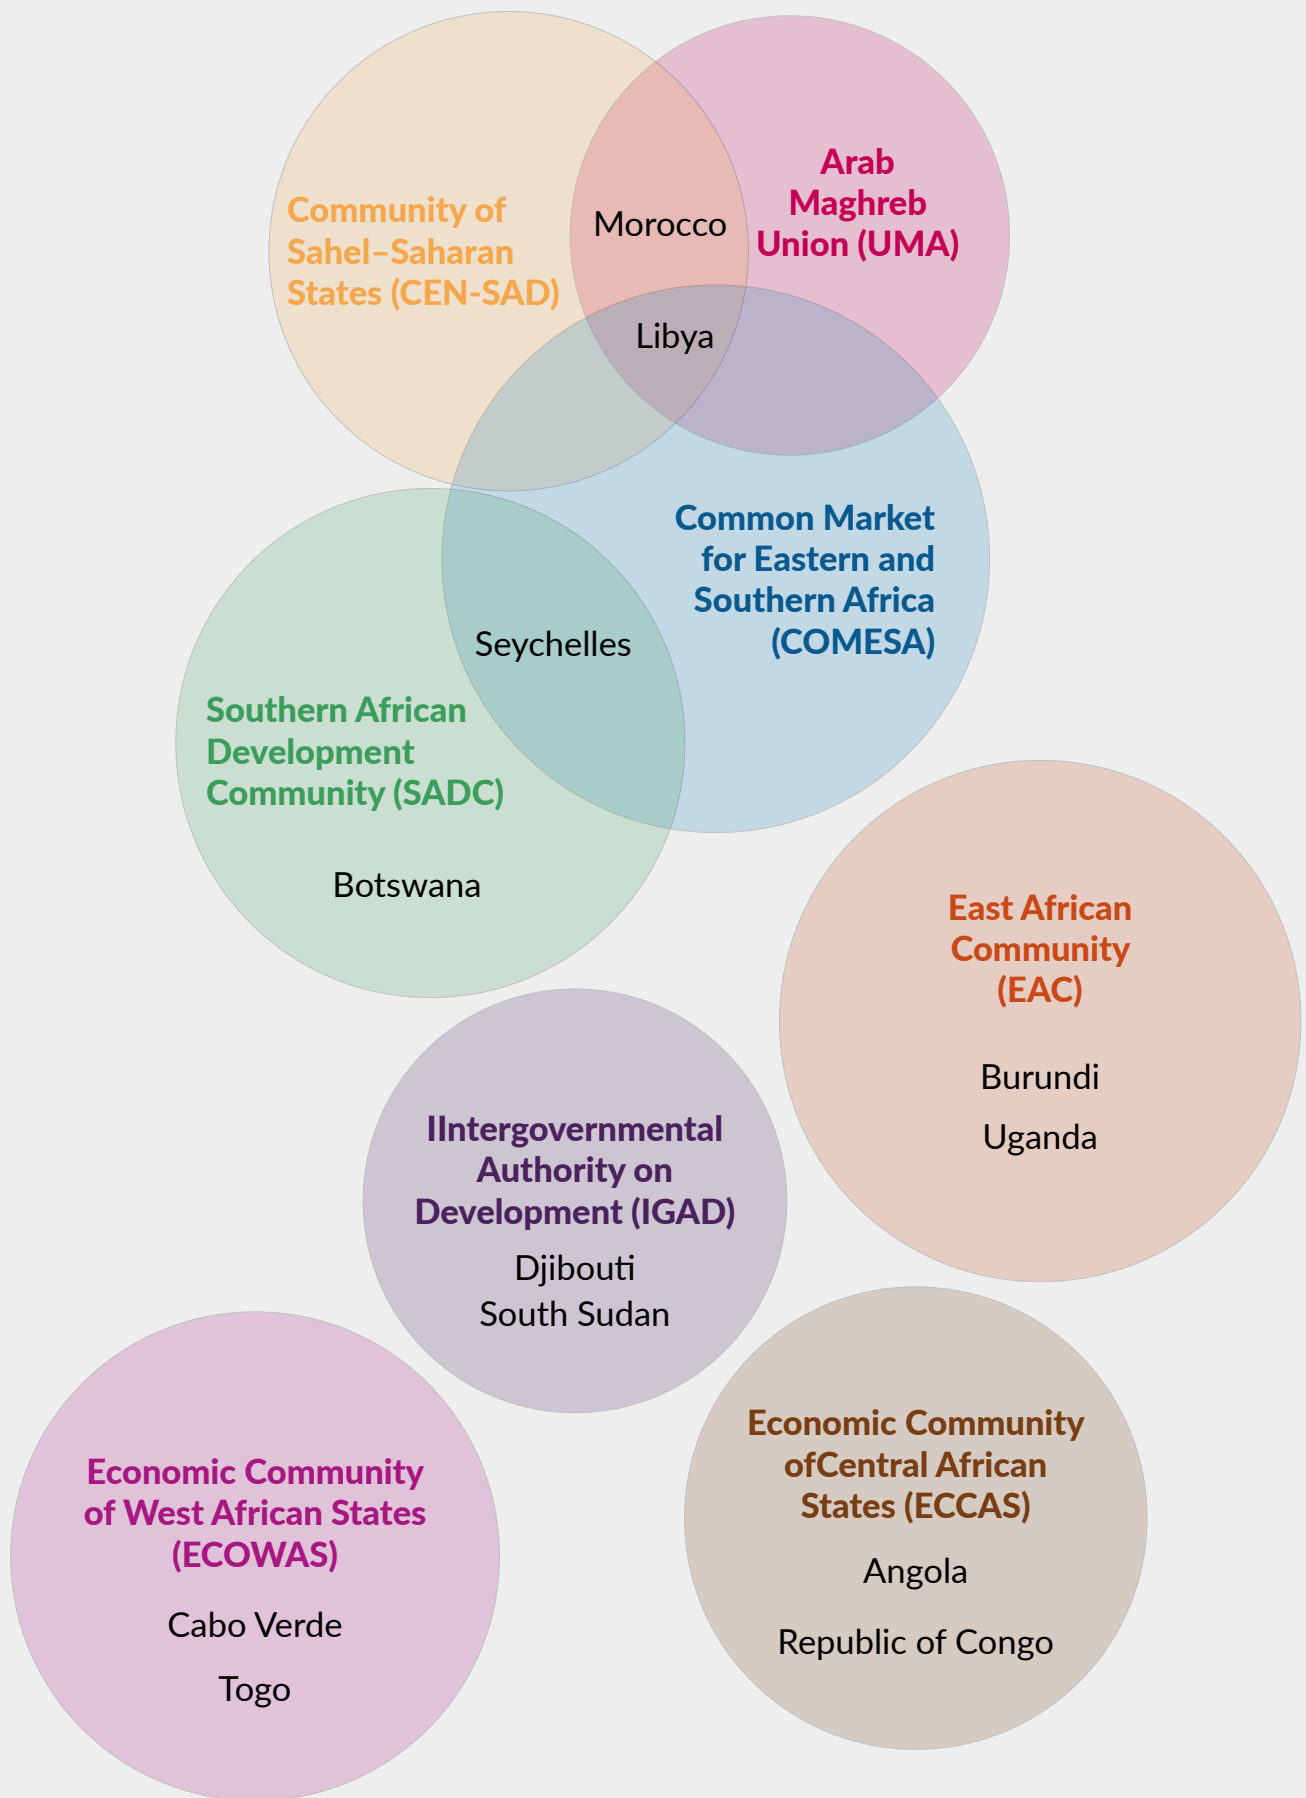 Community of
Sahel–Saharan
States (CEN-SAD)
Morocco
Arab
Maghreb
Union (UMA)
Libya
Common Market
for Eastern and
Southern Africa
(COMESA)
Seychelles
Southern African
Development
Community (SADC)
Botswana
East African
Community
(EAC)
Burundi
Uganda
IIntergovernmental
Authority on
Development (IGAD)
Djibouti
South Sudan
Economic Community
ofCentral African
States (ECCAS)
Angola
Republic of Congo
Economic Community
of West African States
(ECOWAS)
Cabo Verde
Togo